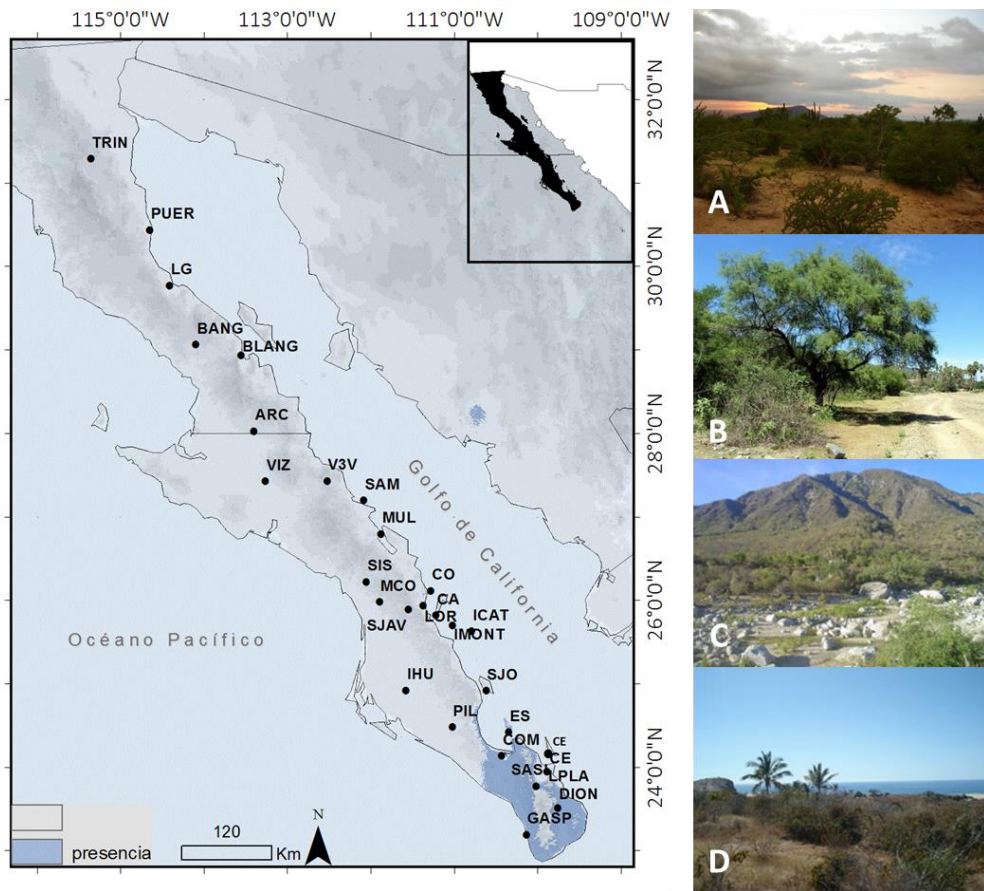 115°0'0"W 113°0'0"W 111°0'0"W 109°0'0"W
32°0'0"N
30°0'0"N
28°0'0"N
26°0'0"N
24°0'0"N
TRIN
PUER
LG
BANG
BLANG
ARC
VIZ
V3V
SAM
MUL
SIS
MCO
CO
CA
LOR
ICAT
SJAV
IMONT
IHU
SJO
PIL
ES
COM
CE
CE
SASL
LPLA
DION
GASP
Golfo de California
Océano Pacífico
presencia
120
Km
N
A
B
C
D